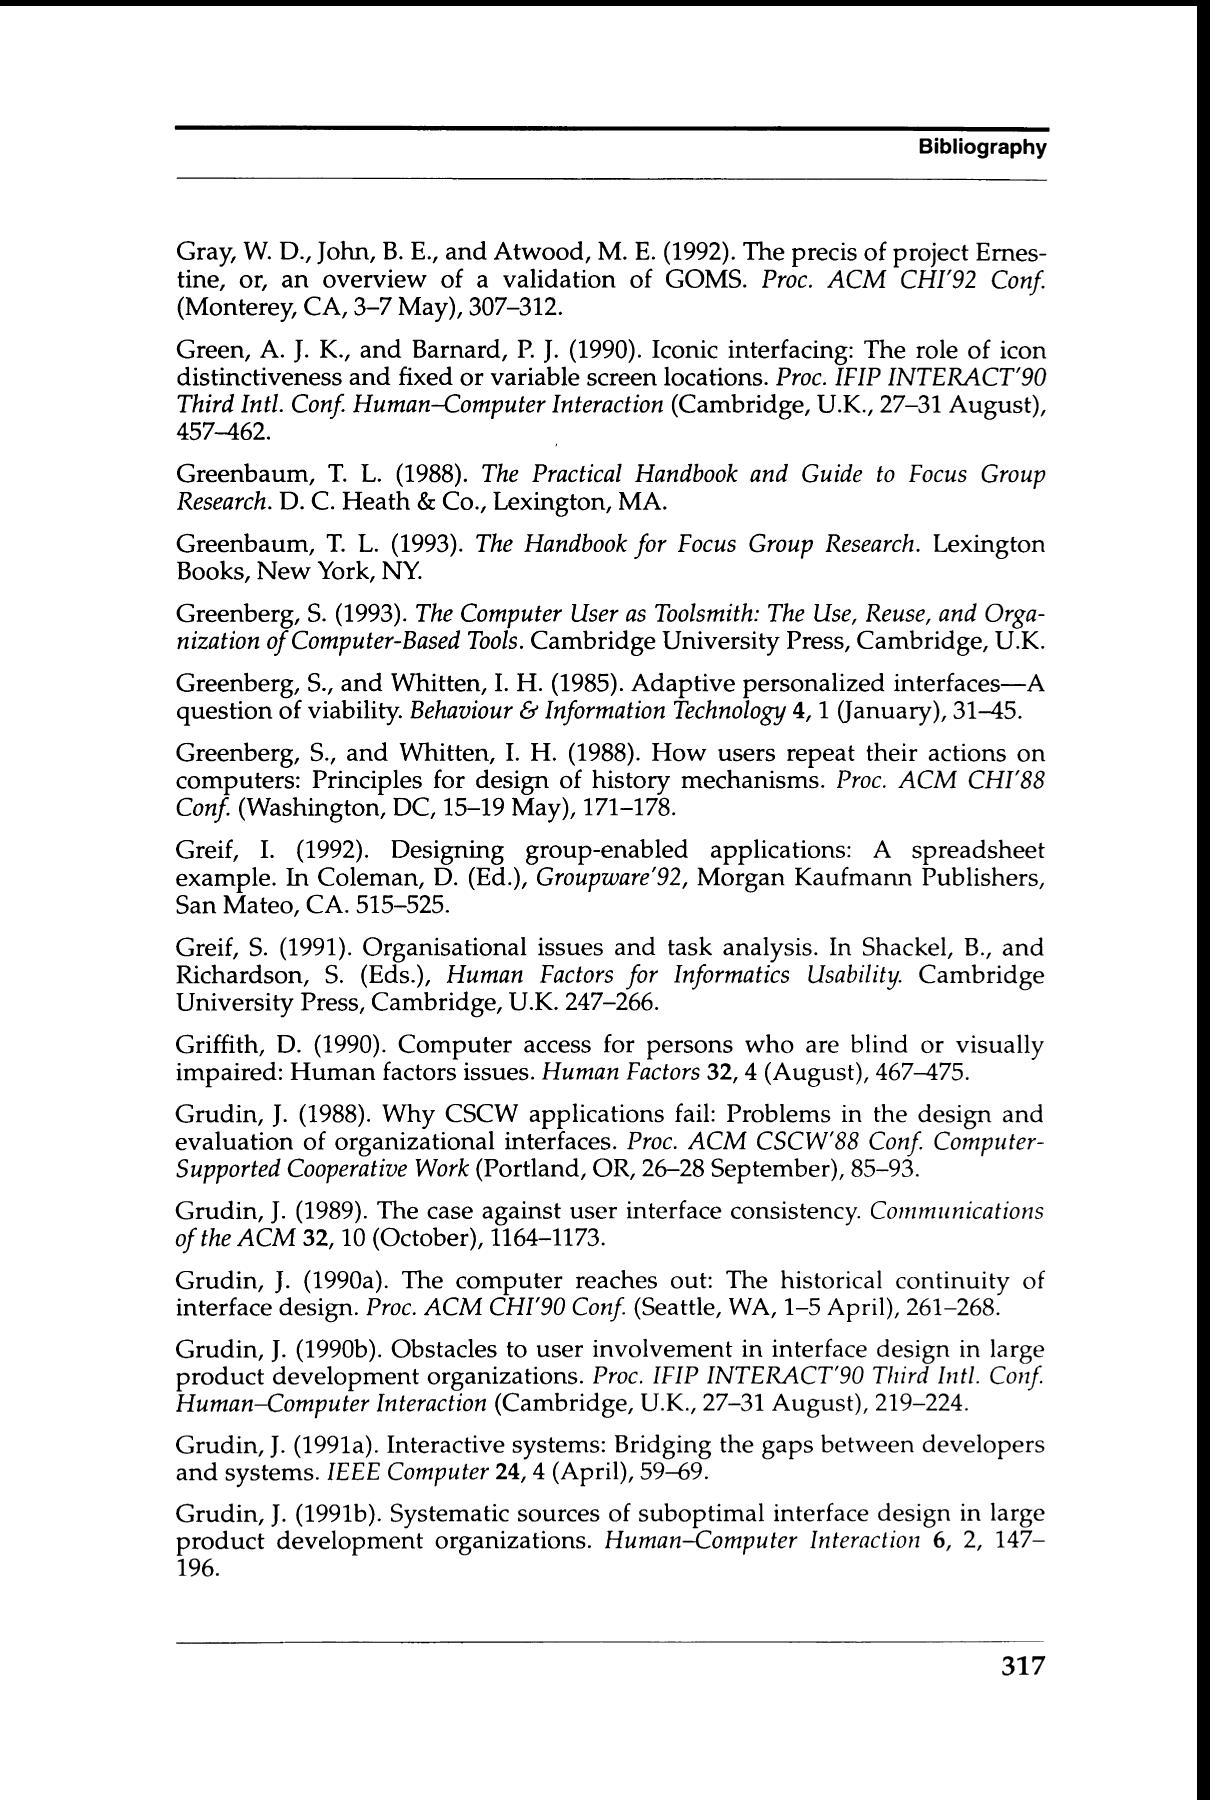 Bibliography
Gray, W. D., John, B. E., and Atwood, M. E. (1992). The precis of project Ernes-
tine, or, an overview of a validation of GOMS. Proc. ACM CHI'92 Conf.
(Monterey, CA, 3–7 May), 307–312.
Green, A. J. K., and Barnard, P. J. (1990). Iconic interfacing: The role of icon
distinctiveness and fixed or variable screen locations. Proc. IFIP INTERACT'90
Third Intl. Conf. Human–Computer Interaction (Cambridge, U.K., 27–31 August),
457–462.
Greenbaum, T. L. (1988). The Practical Handbook and Guide to Focus Group
Research. D. C. Heath & Co., Lexington, MA.
Greenbaum, T. L. (1993). The Handbook for Focus Group Research. Lexington
Books, New York, NY.
Greenberg, S. (1993). The Computer User as Toolsmith: The Use, Reuse, and Orga-
nization of Computer-Based Tools. Cambridge University Press, Cambridge, U.K.
Greenberg, S., and Whitten, I. H. (1985). Adaptive personalized interfaces—A
question of viability. Behaviour & Information Technology 4, 1 (January), 31–45.
Greenberg, S., and Whitten, I. H. (1988). How users repeat their actions on
computers: Principles for design of history mechanisms. Proc. ACM CHI'88
Conf. (Washington, DC, 15–19 May), 171–178.
Greif, I. (1992). Designing group-enabled applications: A spreadsheet
example. In Coleman, D. (Ed.), Groupware'92, Morgan Kaufmann Publishers,
San Mateo, CA. 515–525.
Greif, S. (1991). Organisational issues and task analysis. In Shackel, B., and
Richardson, S. (Eds.), Human Factors for Informatics Usability. Cambridge
University Press, Cambridge, U.K. 247–266.
Griffith, D. (1990). Computer access for persons who are blind or visually
impaired: Human factors issues. Human Factors 32, 4 (August), 467–475.
Grudin, J. (1988). Why CSCW applications fail: Problems in the design and
evaluation of organizational interfaces. Proc. ACM CSCW'88 Conf. Computer-
Supported Cooperative Work (Portland, OR, 26–28 September), 85–93.
Grudin, J. (1989). The case against user interface consistency. Communications
of the ACM 32, 10 (October), 1164–1173.
Grudin, J. (1990a). The computer reaches out: The historical continuity of
interface design. Proc. ACM CHI'90 Conf. (Seattle, WA, 1–5 April), 261–268.
Grudin, J. (1990b). Obstacles to user involvement in interface design in large
product development organizations. Proc. IFIP INTERACT'90 Third Intl. Conf.
Human–Computer Interaction (Cambridge, U.K., 27–31 August), 219–224.
Grudin, J. (1991a). Interactive systems: Bridging the gaps between developers
and systems. IEEE Computer 24, 4 (April), 59–69.
Grudin, J. (1991b). Systematic sources of suboptimal interface design in large
product development organizations. Human–Computer Interaction 6, 2, 147–
196.
317